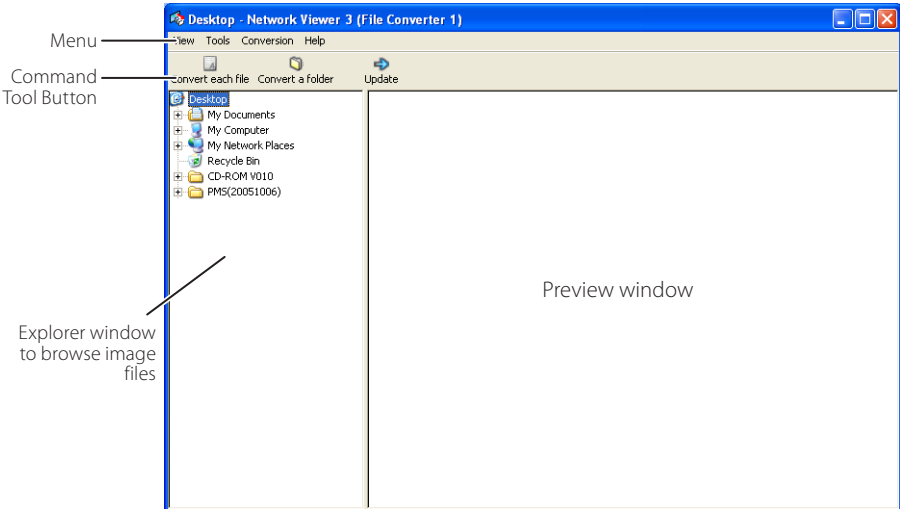 Desktop - Network Viewer 3 (File Converter 1)
Menu
View Tools Conversion Help
Command
Tool Button
Convert each file Convert a folder Update
Desktop
My Documents
My Computer
My Network Places
Recycle Bin
CD-ROM V010
PMS(20051006)
Preview window
Explorer window
to browse image
files